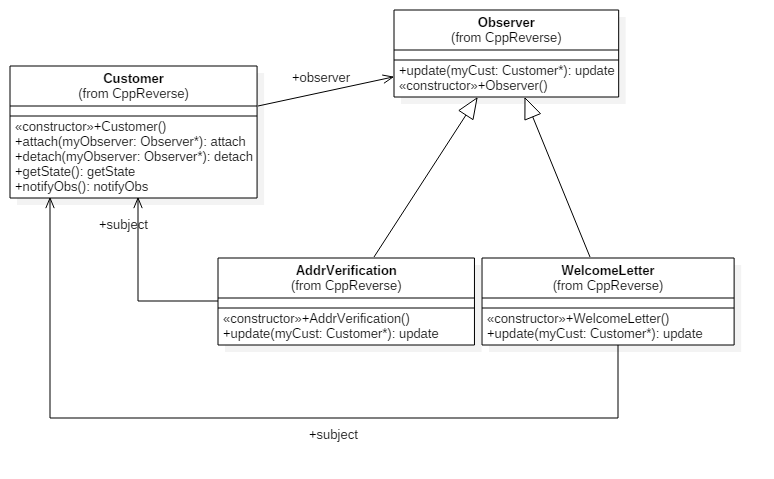 Observer
(from CppReverse)
+update(myCust: Customer*): update
«constructor»+Observer()
+observer
Customer
(from CppReverse)
«constructor»+Customer()
+attach(myObserver: Observer*): attach
+detach(myObserver: Observer*): detach
+getState(): getState
+notifyObs(): notifyObs
+subject
AddrVerification
(from CppReverse)
«constructor»+AddrVerification()
+update(myCust: Customer*): update
WelcomeLetter
(from CppReverse)
«constructor»+WelcomeLetter()
+update(myCust: Customer*): update
+subject